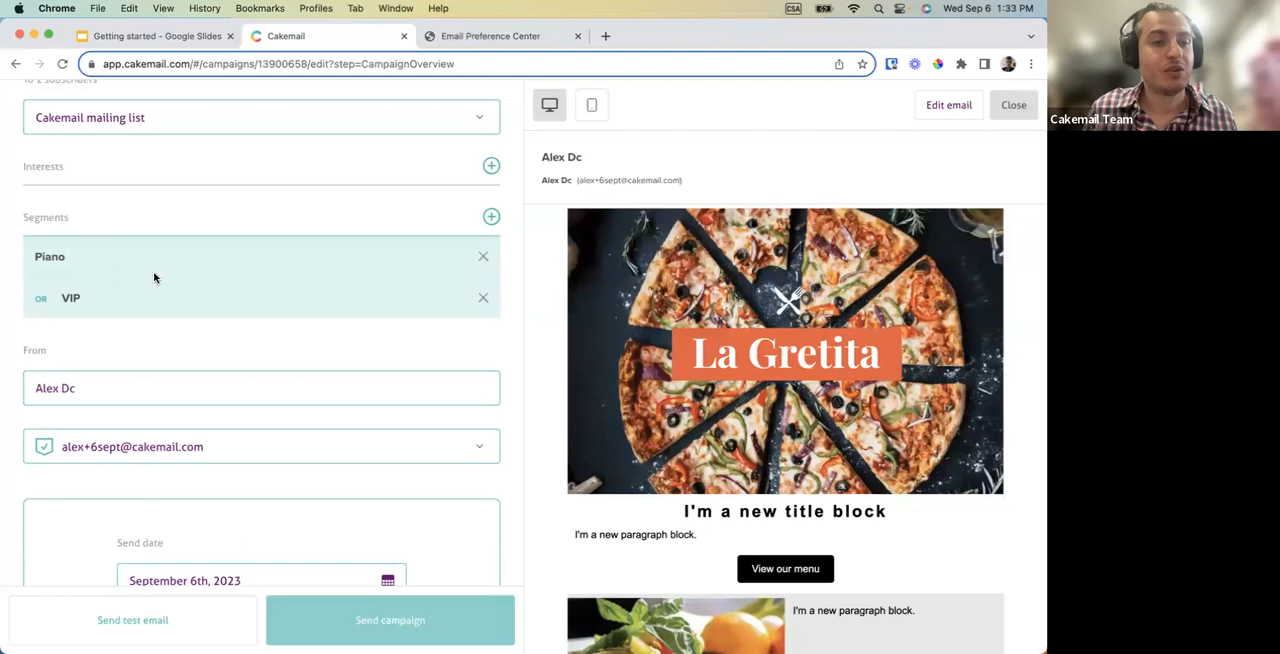 Chrome File Edit View History Bookmarks Profiles Tab Window Help
CSA Wed Sep 6 1:33 PM
Getting started - Google Slides
Cakemail
Email Preference Center
app.cakemail.com/#/campaigns/13900658/edit?step=CampaignOverview
To 2 subscribers
Cakemail mailing list
Interests
Segments
Piano
OR VIP
From
Alex Dc
alex+6sept@cakemail.com
Send date
September 6th, 2023
Send test email
Send campaign
Edit email
Close
Alex Dc
Alex Dc (alex+6sept@cakemail.com)
La Gretita
I'm a new title block
I'm a new paragraph block.
View our menu
I'm a new paragraph block.
Cakemail Team